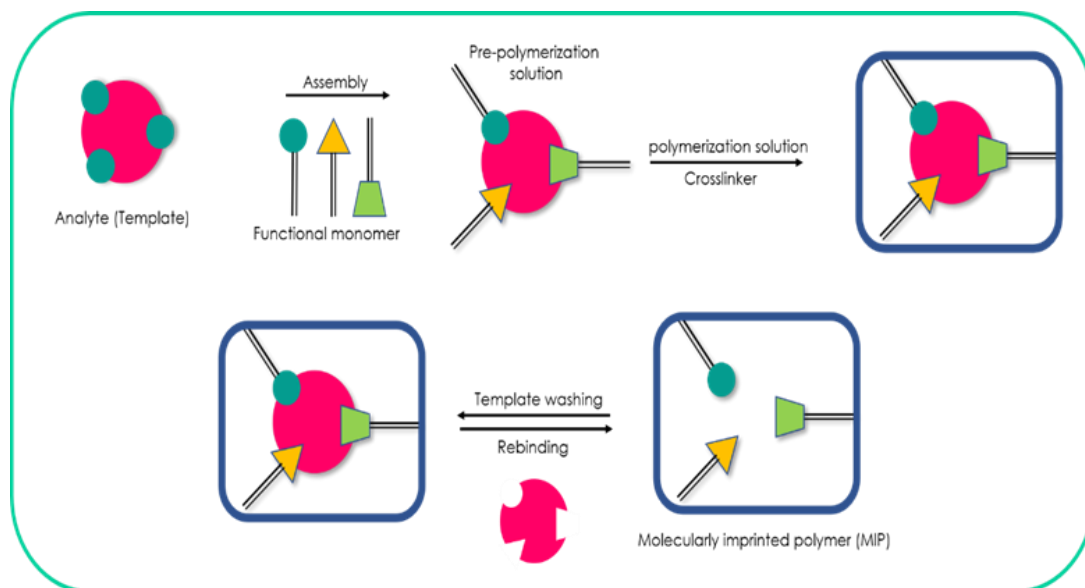 Pre-polymerization
solution
Assembly
polymerization solution
Crosslinker
Analyte (Template)
Functional monomer
Template washing
Rebinding
Molecularly imprinted polymer (MIP)